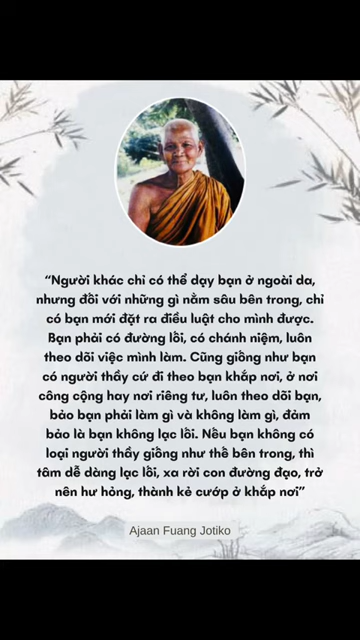 “Người khác chỉ có thể dạy bạn ở ngoài da,
nhưng đối với những gì nằm sâu bên trong, chỉ
có bạn mới đặt ra điều luật cho mình được.
Bạn phải có đường lối, có chánh niệm, luôn
theo dõi việc mình làm. Cũng giống như bạn
có người thầy cứ đi theo bạn khắp nơi, ở nơi
công cộng hay nơi riêng tư, luôn theo dõi bạn,
bảo bạn phải làm gì và không làm gì, đảm
bảo là bạn không lạc lối. Nếu bạn không có
loại người thầy giống như thế bên trong, thì
tâm dễ dàng lạc lối, xa rời con đường đạo, trở
nên hư hỏng, thành kẻ cướp ở khắp nơi”
Ajaan Fuang Jotiko